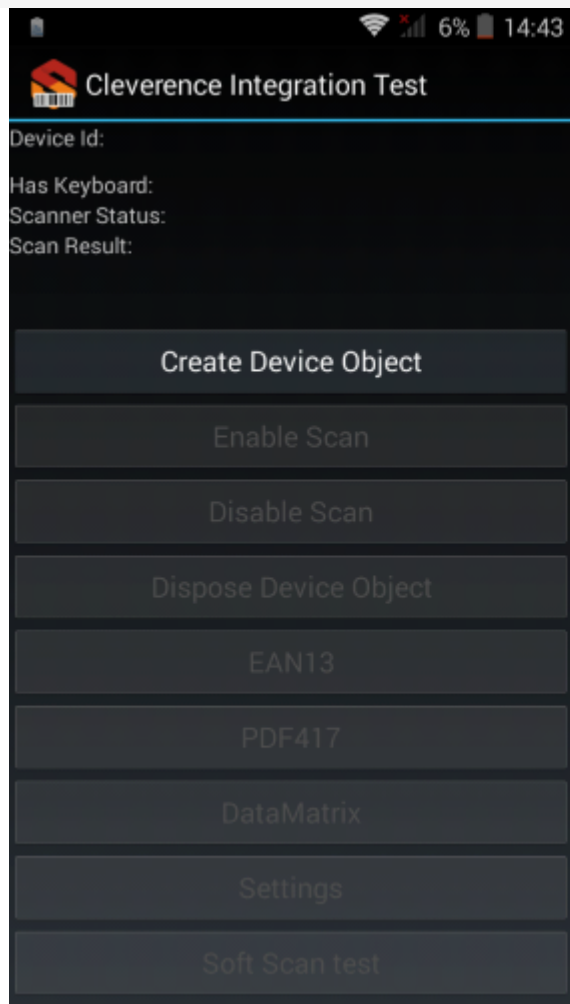 6% 14:43
Cleverence Integration Test
Device Id:
Has Keyboard:
Scanner Status:
Scan Result:
Create Device Object
Enable Scan
Disable Scan
Dispose Device Object
EAN13
PDF417
DataMatrix
Settings
Soft Scan test